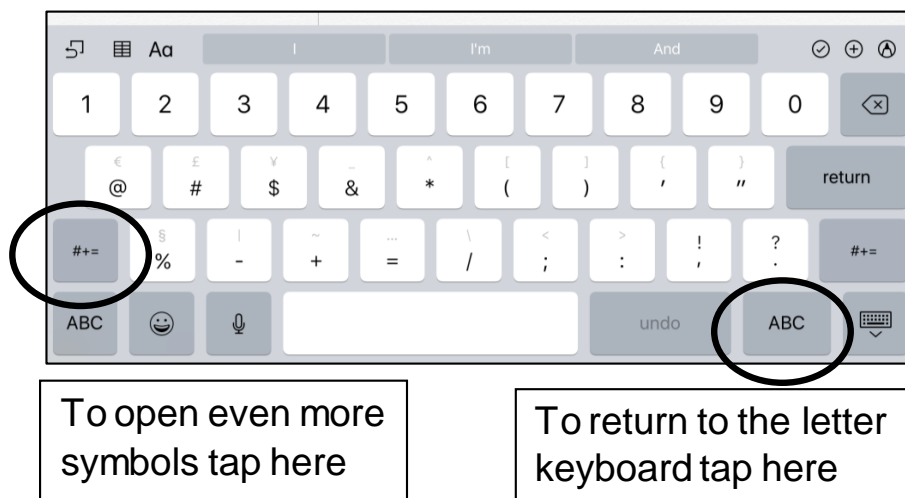 Aa I I'm And
1 2 3 4 5 6 7 8 9 0
€ £ ¥ _ ^ [ ] { }
@ # $ & * ( ) ' " return
§ | ~ … \ < > ! ?
#+= % - + = / ; : , . #+=
ABC undo ABC
To open even more
symbols tap here
To return to the letter
keyboard tap here